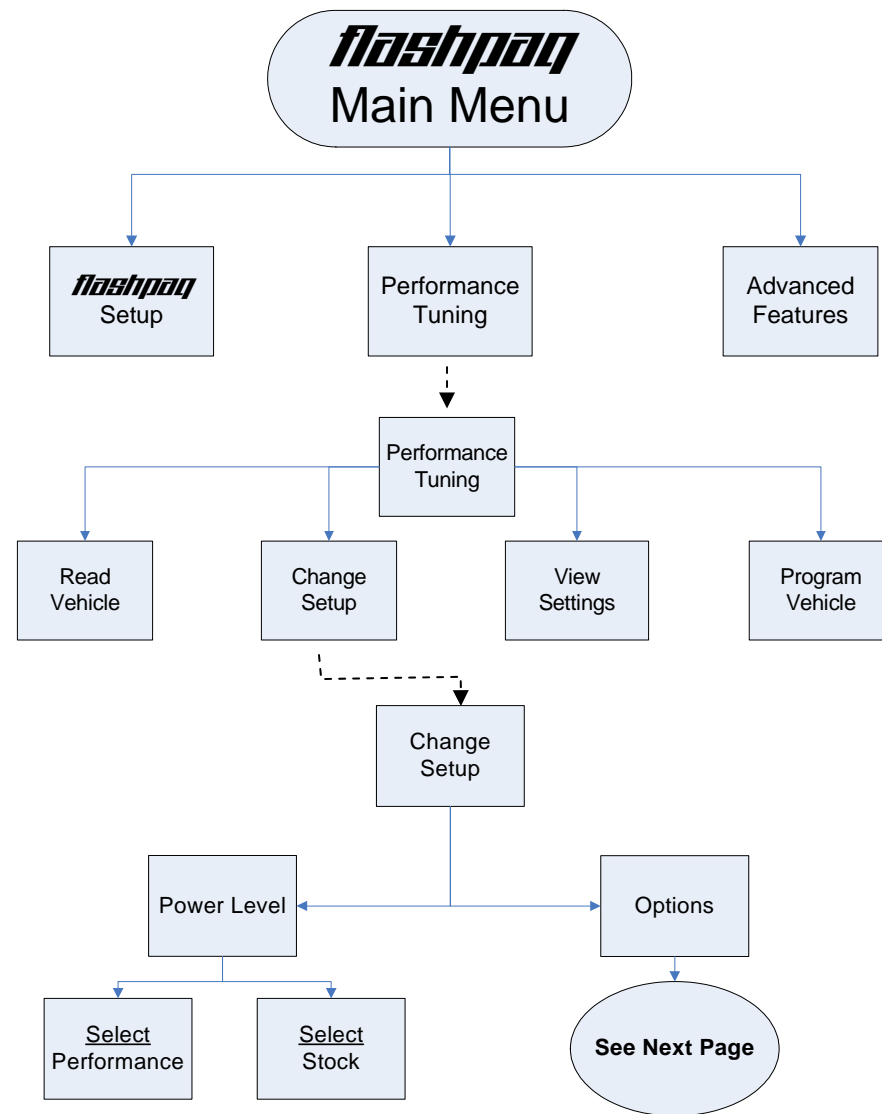 flashpaq
Main Menu
flashpaq
Setup
Performance
Tuning
Advanced
Features
Performance
Tuning
Read
Vehicle
Change
Setup
View
Settings
Program
Vehicle
Change
Setup
Power Level
Options
Select
Performance
Select
Stock
See Next Page